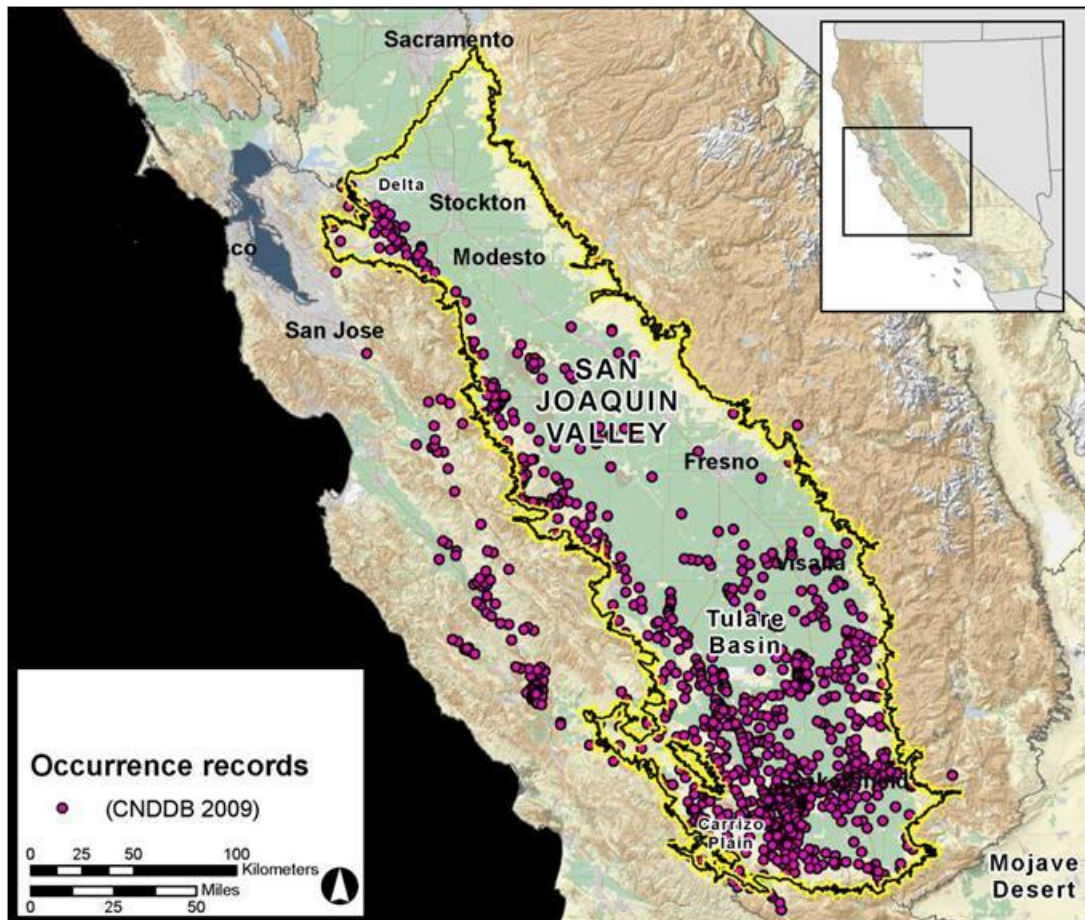 Sacramento
Delta
Stockton
Modesto
San Jose
SAN
JOAQUIN
VALLEY
Fresno
Visalia
Tulare
Basin
Carrizo
Plain
Mojave
Desert
Occurrence records
(CNDDB 2009)
0 25 50 100
Kilometers
Miles
0 25 50